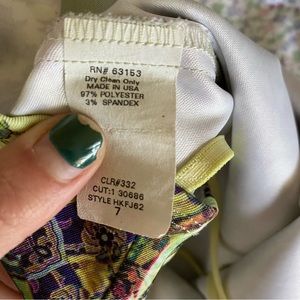 RN# 63153
Dry Clean Only
MADE IN USA
97% POLYESTER
3% SPANDEX
CLR#332
CUT:1 30686
STYLE HKFJ62
7